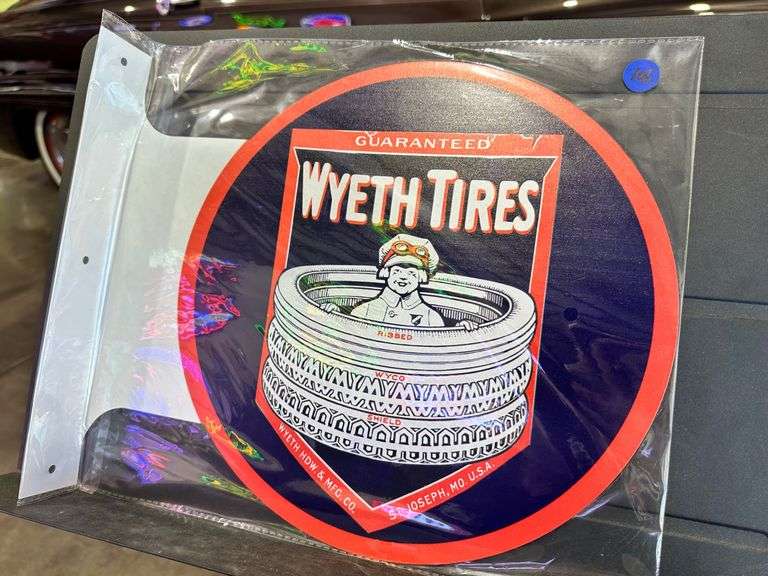 GUARANTEED
WYETH TIRES
RIBBED
WYCO
SHIELD
WYETH HDW & MFG CO.
ST JOSEPH, MO. U.S.A.